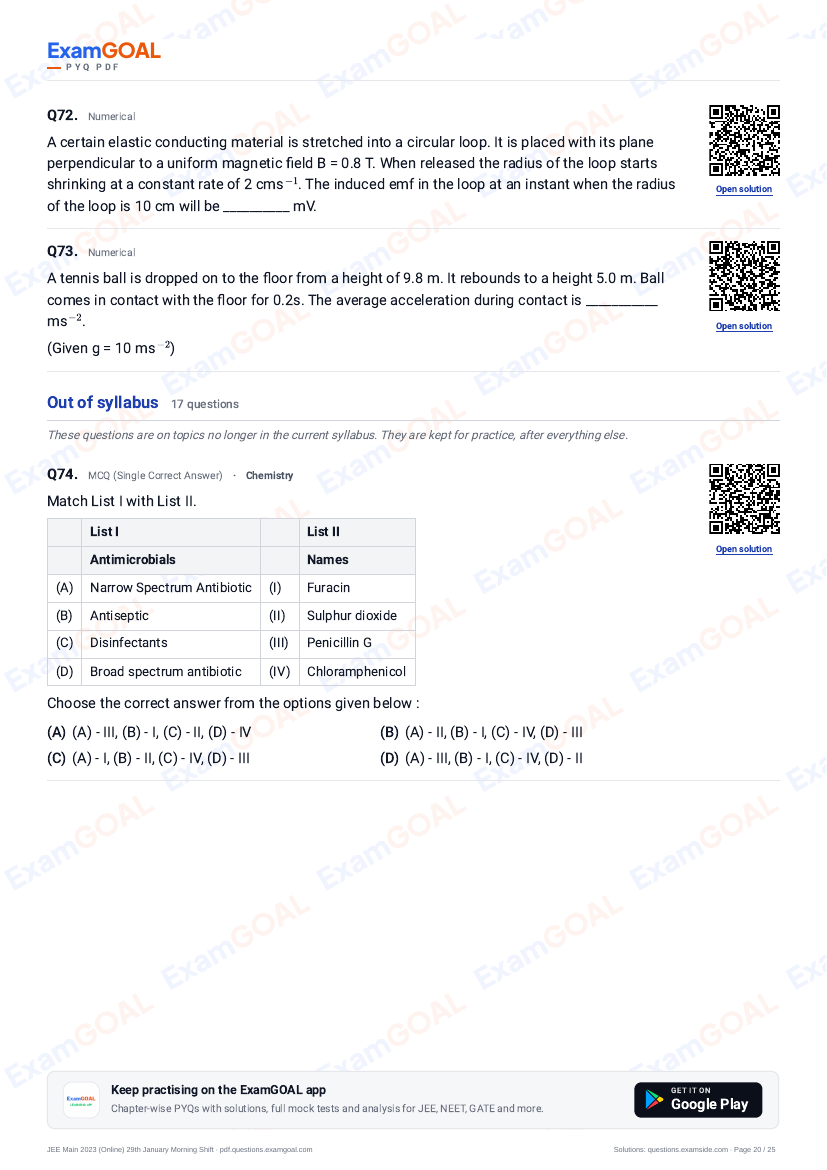 ExamGOAL
PYQ PDF
Q72. Numerical
A certain elastic conducting material is stretched into a circular loop. It is placed with its plane
perpendicular to a uniform magnetic field B = 0.8 T. When released the radius of the loop starts
shrinking at a constant rate of 2 cms⁻¹. The induced emf in the loop at an instant when the radius
of the loop is 10 cm will be __________ mV.
Open solution
Q73. Numerical
A tennis ball is dropped on to the floor from a height of 9.8 m. It rebounds to a height 5.0 m. Ball
comes in contact with the floor for 0.2s. The average acceleration during contact is ___________
ms⁻².
(Given g = 10 ms⁻²)
Open solution
Out of syllabus 17 questions
These questions are on topics no longer in the current syllabus. They are kept for practice, after everything else.
Q74. MCQ (Single Correct Answer) · Chemistry
Match List I with List II.
List I List II
Antimicrobials Names
(A) Narrow Spectrum Antibiotic (I) Furacin
(B) Antiseptic (II) Sulphur dioxide
(C) Disinfectants (III) Penicillin G
(D) Broad spectrum antibiotic (IV) Chloramphenicol
Open solution
Choose the correct answer from the options given below :
(A) (A) - III, (B) - I, (C) - II, (D) - IV (B) (A) - II, (B) - I, (C) - IV, (D) - III
(C) (A) - I, (B) - II, (C) - IV, (D) - III (D) (A) - III, (B) - I, (C) - IV, (D) - II
ExamGOAL
Keep practising on the ExamGOAL app
Chapter-wise PYQs with solutions, full mock tests and analysis for JEE, NEET, GATE and more.
GET IT ON
Google Play
JEE Main 2023 (Online) 29th January Morning Shift · pdf.questions.examgoal.com Solutions: questions.examside.com · Page 20 / 25